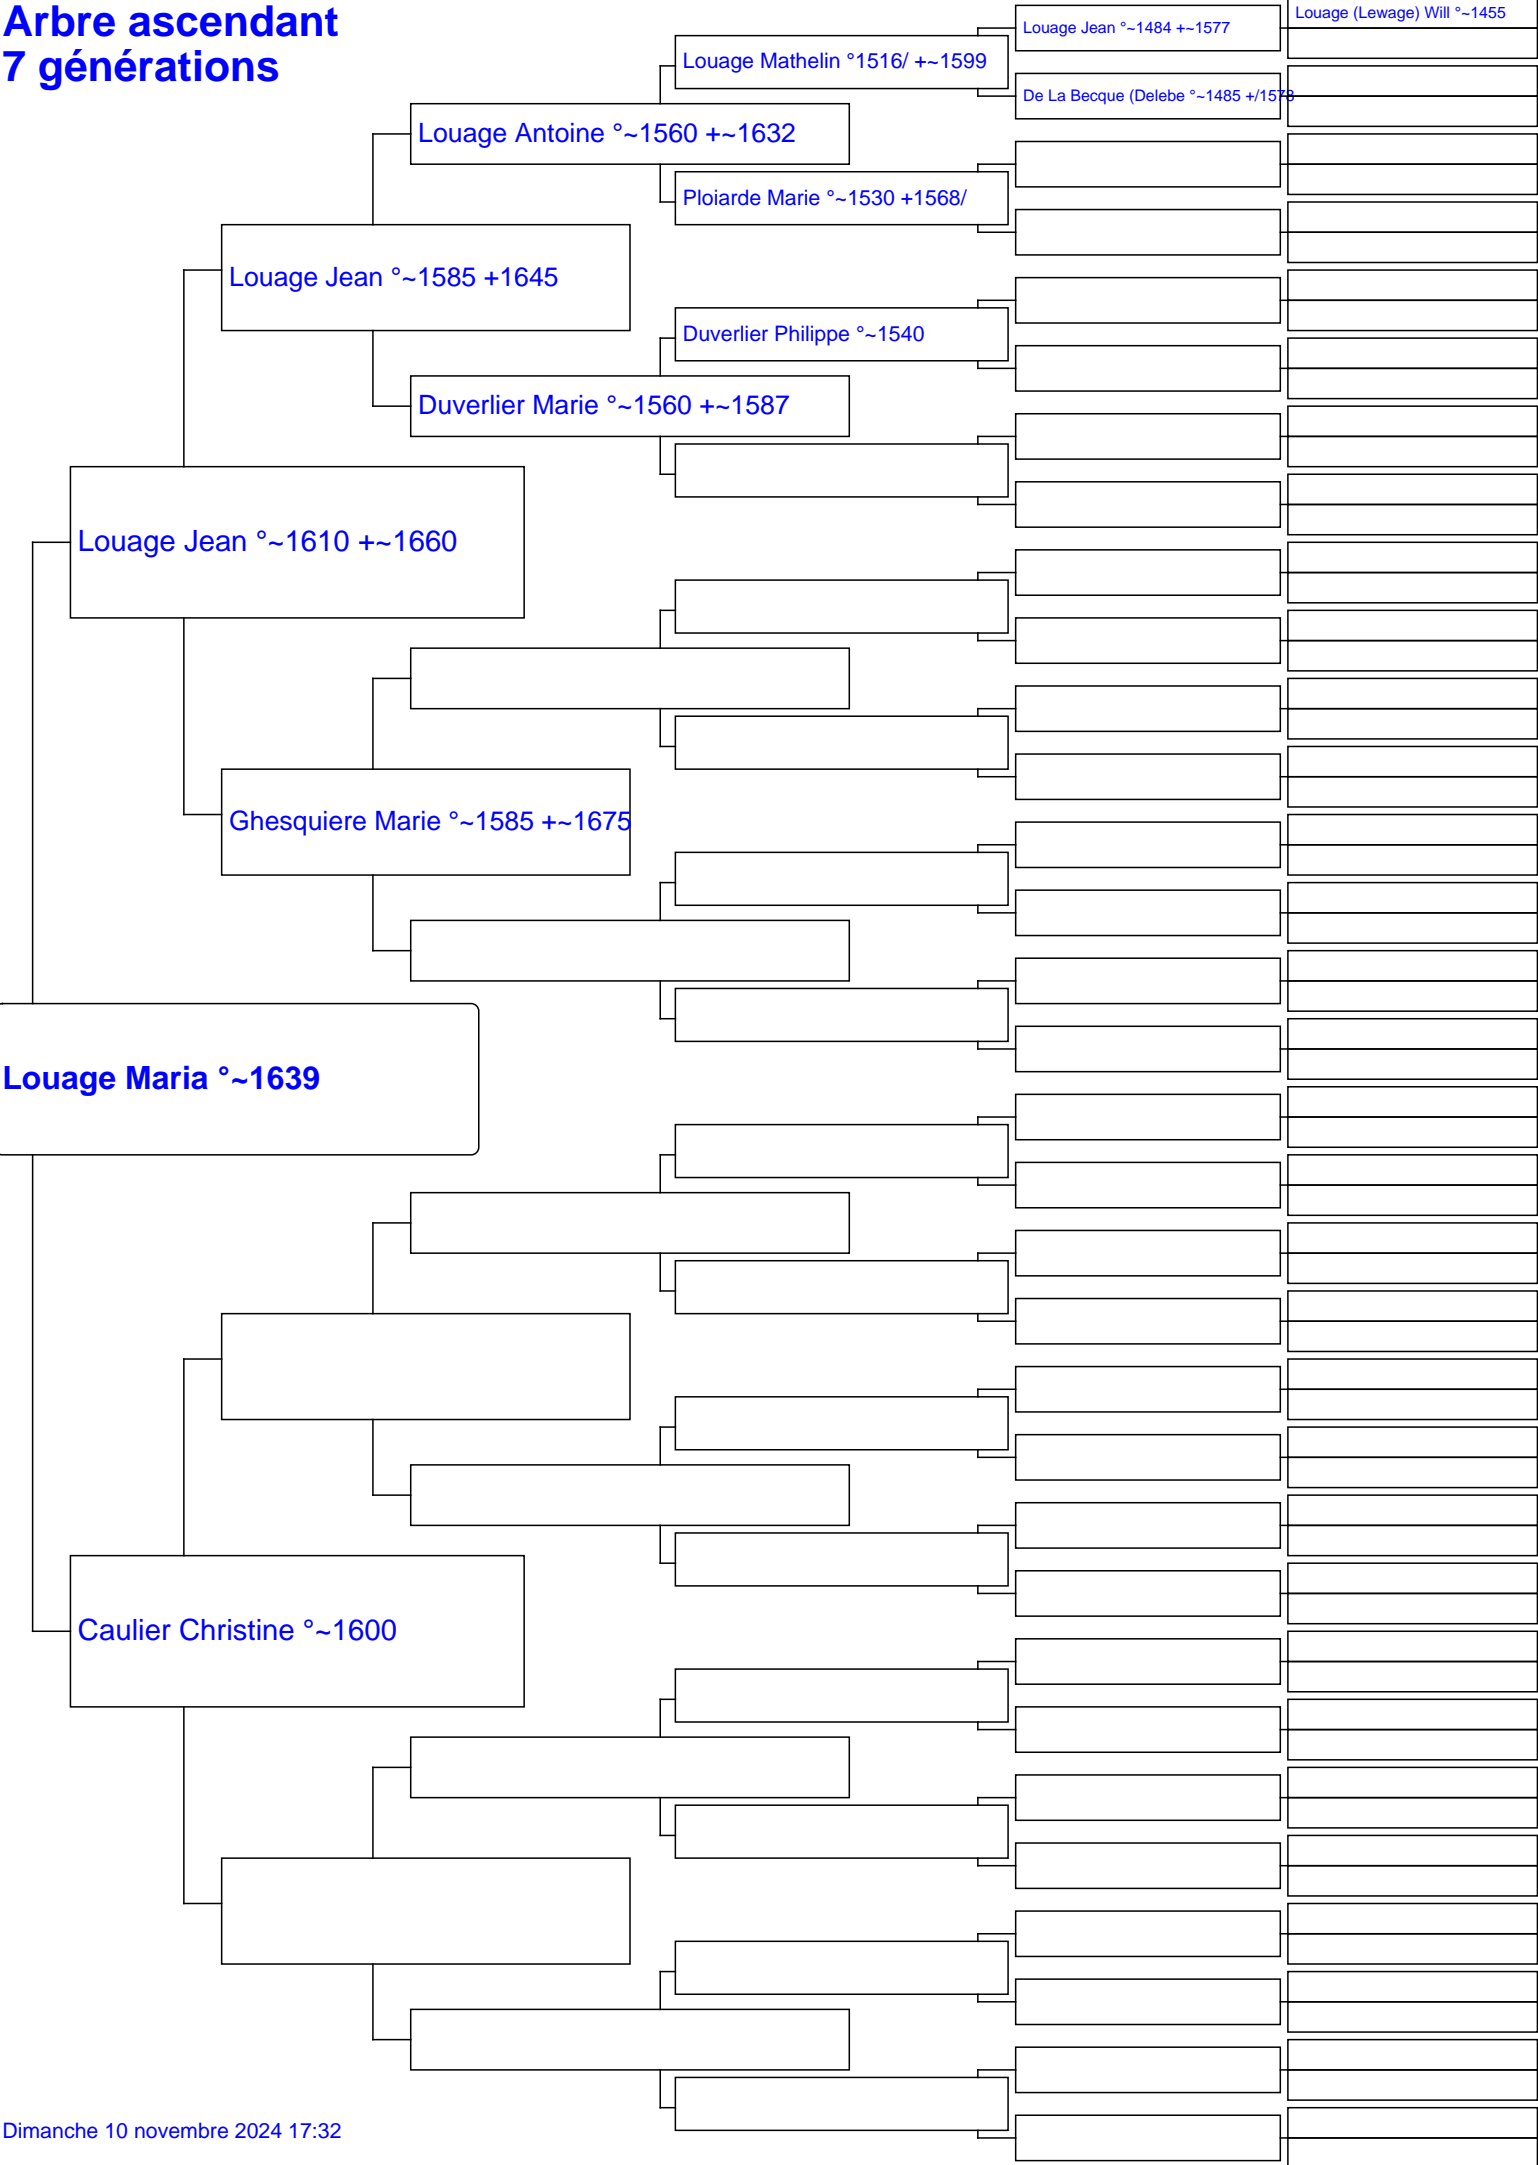 Arbre ascendant
7 générations
Louage (Lewage) Will °~1455
Louage Jean °~1484 +~1577
Louage Mathelin °1516/ +~1599
De La Becque (Delebe °~1485 +/1578
Louage Antoine °~1560 +~1632
Ploiarde Marie °~1530 +1568/
Louage Jean °~1585 +1645
Duverlier Philippe °~1540
Duverlier Marie °~1560 +~1587
Louage Jean °~1610 +~1660
Ghesquiere Marie °~1585 +~1675
Louage Maria °~1639
Caulier Christine °~1600
Dimanche 10 novembre 2024 17:32